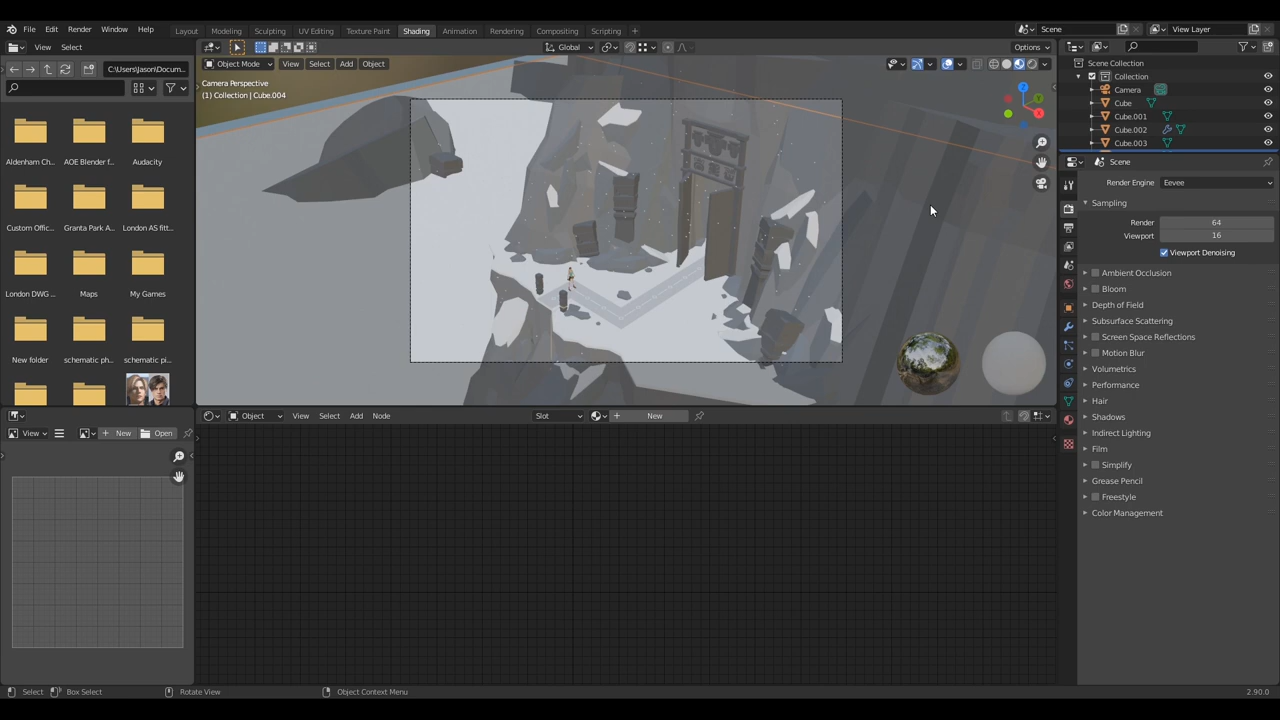 File Edit Render Window Help Layout Modeling Sculpting UV Editing Texture Paint Shading Animation Rendering Compositing Scripting + Scene View Layer
View Select Global Options
C:\Users\Jason\Docum... Object Mode View Select Add Object
Camera Perspective
(1) Collection | Cube.004
Aldenham Ch... AOE Blender f... Audacity
Custom Offic... Granta Park A... London AS fitt...
London DWG ... Maps My Games
New folder schematic ph... schematic pi...
Scene Collection
Collection
Camera
Cube
Cube.001
Cube.002
Cube.003
Scene
Render Engine Eevee
Sampling
Render 64
Viewport 16
Viewport Denoising
Ambient Occlusion
Bloom
Depth of Field
Subsurface Scattering
Screen Space Reflections
Motion Blur
Volumetrics
Performance
Hair
Shadows
Indirect Lighting
Film
Simplify
Grease Pencil
Freestyle
Color Management
Object View Select Add Node Slot New
View New Open
Select Box Select Rotate View Object Context Menu 2.90.0